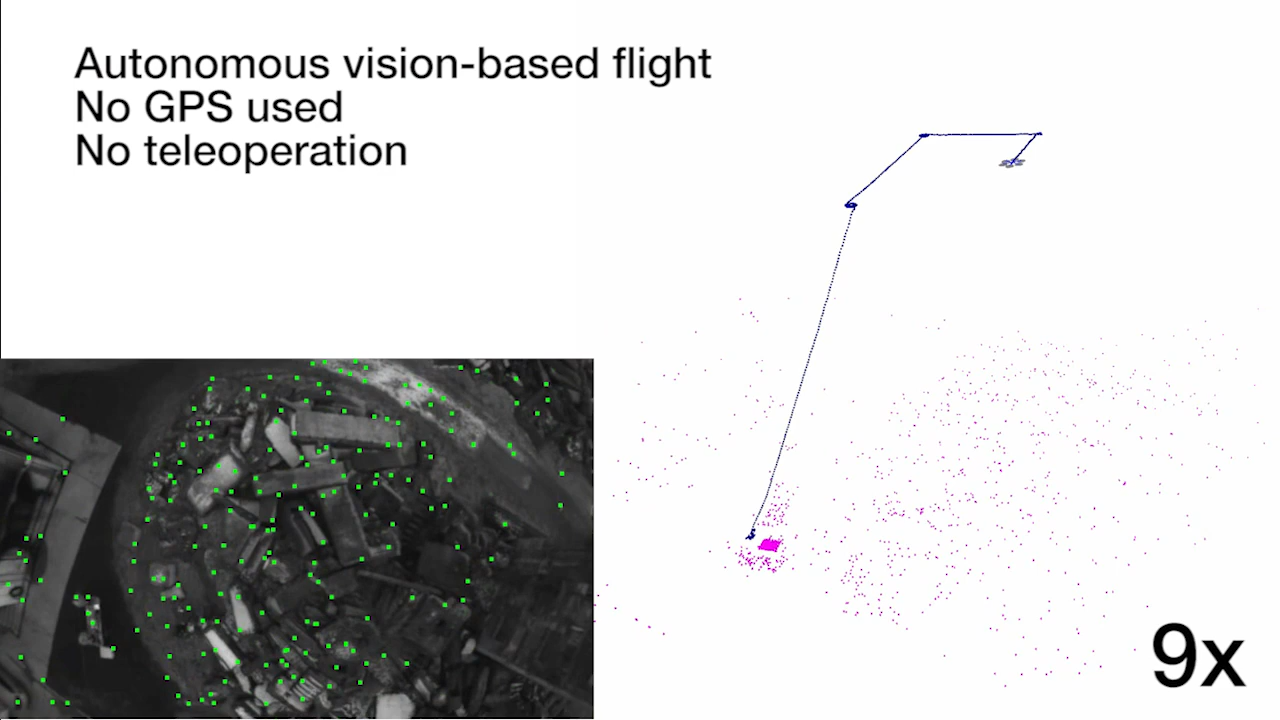 Autonomous vision-based flight
No GPS used
No teleoperation
9x